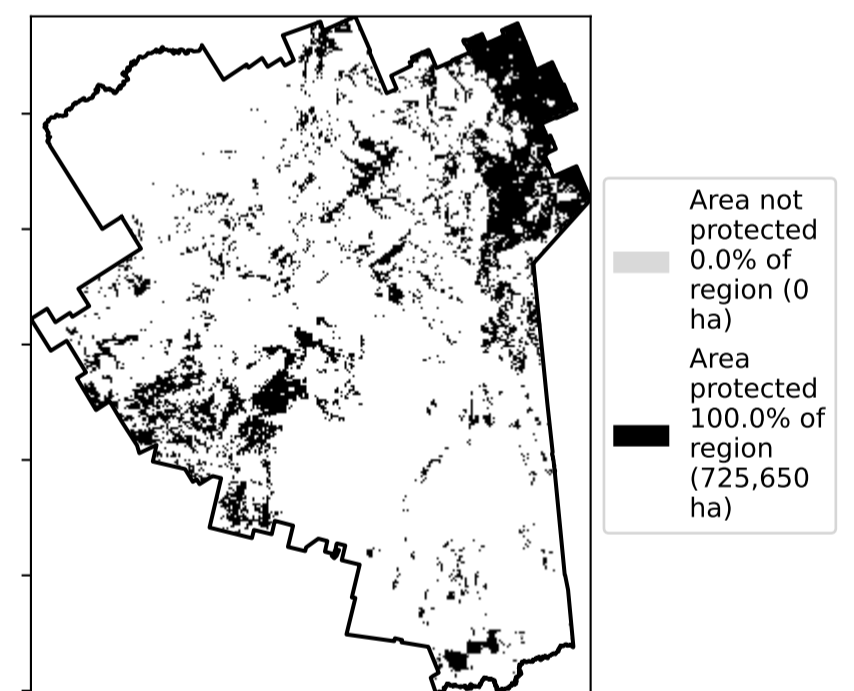 Area not
protected
0.0% of
region (0
ha)
Area
protected
100.0% of
region
(725,650
ha)